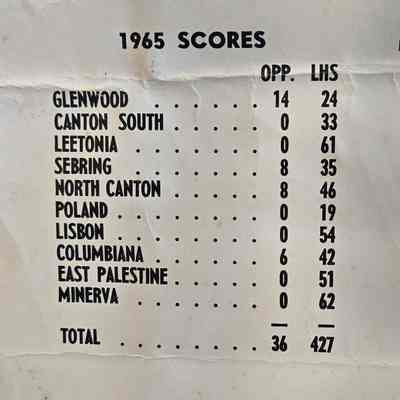 1965 SCORES
OPP. LHS
GLENWOOD . . . . . . 14 24
CANTON SOUTH . . . . . 0 33
LEETONIA . . . . . . . 0 61
SEBRING . . . . . . . 8 35
NORTH CANTON . . . . . 8 46
POLAND . . . . . . . . 0 19
LISBON . . . . . . . . 0 54
COLUMBIANA . . . . . . 6 42
EAST PALESTINE . . . . . 0 51
MINERVA . . . . . . . 0 62
TOTAL . . . . . . . . 36 427